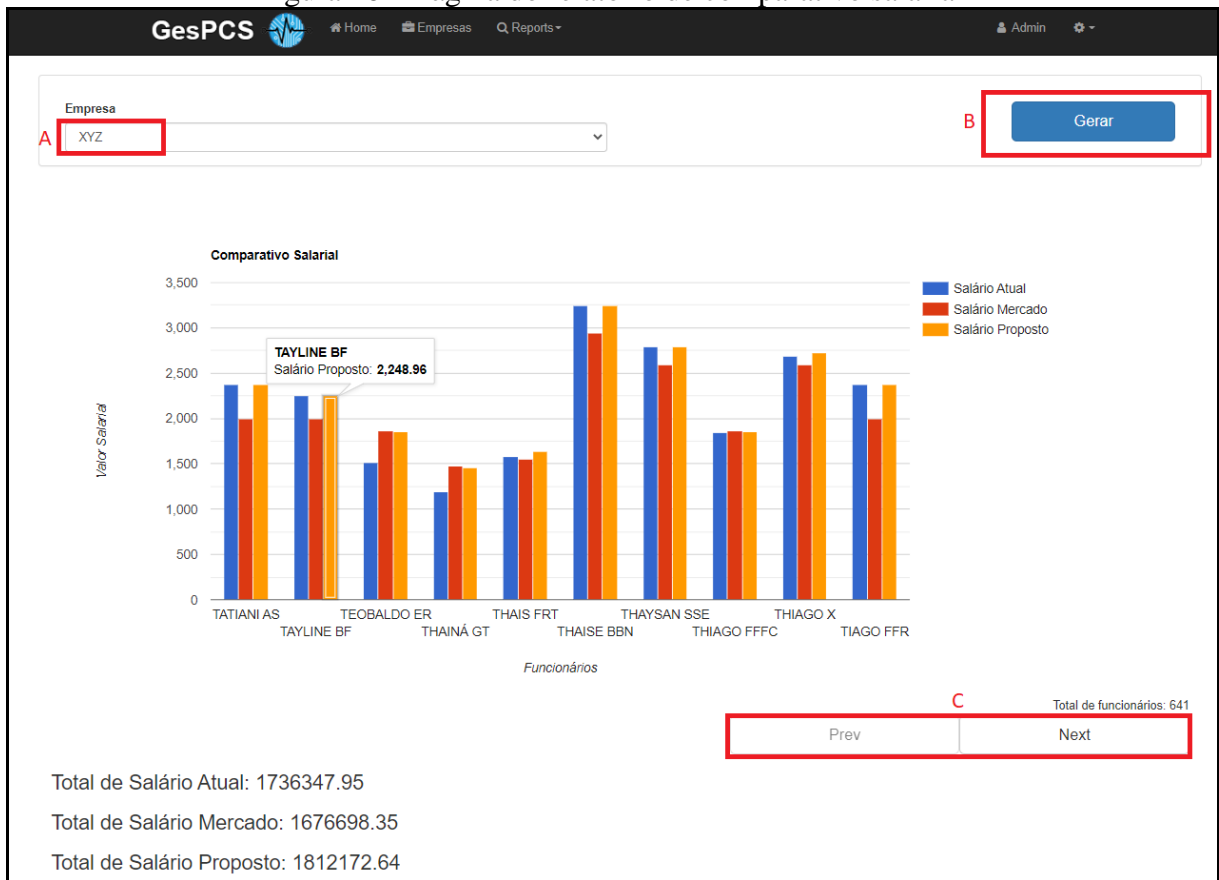 GesPCS Home Empresas Reports Admin
Empresa
A XYZ
B Gerar
Comparativo Salarial
3,500
3,000
2,500
2,000
1,500
1,000
500
0
Valor Salarial
Salário Atual
Salário Mercado
Salário Proposto
TAYLINE BF
Salário Proposto: 2,248.96
TATIANI AS TEOBALDO ER THAIS FRT THAYSAN SSE THIAGO X
TAYLINE BF THAINÁ GT THAISE BBN THIAGO FFFC TIAGO FFR
Funcionários
C Total de funcionários: 641
Prev Next
Total de Salário Atual: 1736347.95
Total de Salário Mercado: 1676698.35
Total de Salário Proposto: 1812172.64